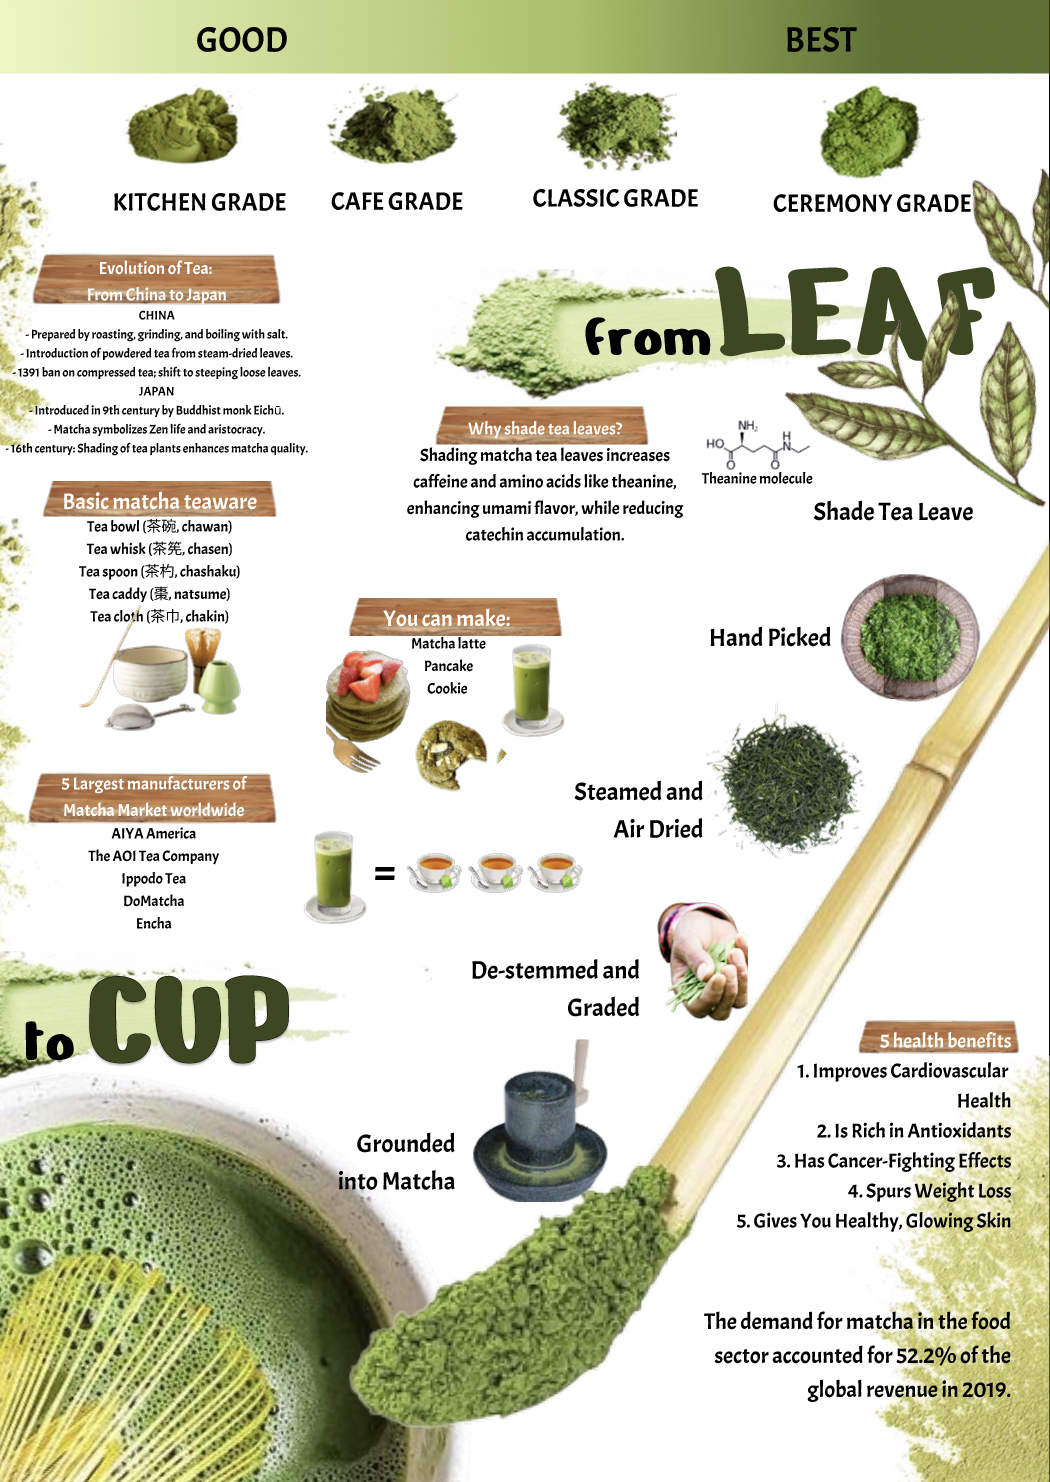 GOOD
BEST
KITCHEN GRADE
CAFE GRADE
CLASSIC GRADE
CEREMONY GRADE
Evolution of Tea:
From China to Japan
CHINA
- Prepared by roasting, grinding, and boiling with salt.
- Introduction of powdered tea from steam-dried leaves.
- 1391 ban on compressed tea; shift to steeping loose leaves.
JAPAN
- Introduced in 9th century by Buddhist monk Eichū.
- Matcha symbolizes Zen life and aristocracy.
- 16th century: Shading of tea plants enhances matcha quality.
from LEAF
Why shade tea leaves?
Shading matcha tea leaves increases
caffeine and amino acids like theanine,
enhancing umami flavor, while reducing
catechin accumulation.
NH₂
HO
H
N
O
O
Theanine molecule
Shade Tea Leave
Basic matcha teaware
Tea bowl (茶碗, chawan)
Tea whisk (茶筅, chasen)
Tea spoon (茶杓, chashaku)
Tea caddy (棗, natsume)
Tea cloth (茶巾, chakin)
You can make:
Matcha latte
Pancake
Cookie
Hand Picked
Steamed and
Air Dried
5 Largest manufacturers of
Matcha Market worldwide
AIYA America
The AOI Tea Company
Ippodo Tea
DoMatcha
Encha
=
De-stemmed and
Graded
to CUP
Grounded
into Matcha
5 health benefits
1. Improves Cardiovascular
Health
2. Is Rich in Antioxidants
3. Has Cancer-Fighting Effects
4. Spurs Weight Loss
5. Gives You Healthy, Glowing Skin
The demand for matcha in the food
sector accounted for 52.2% of the
global revenue in 2019.